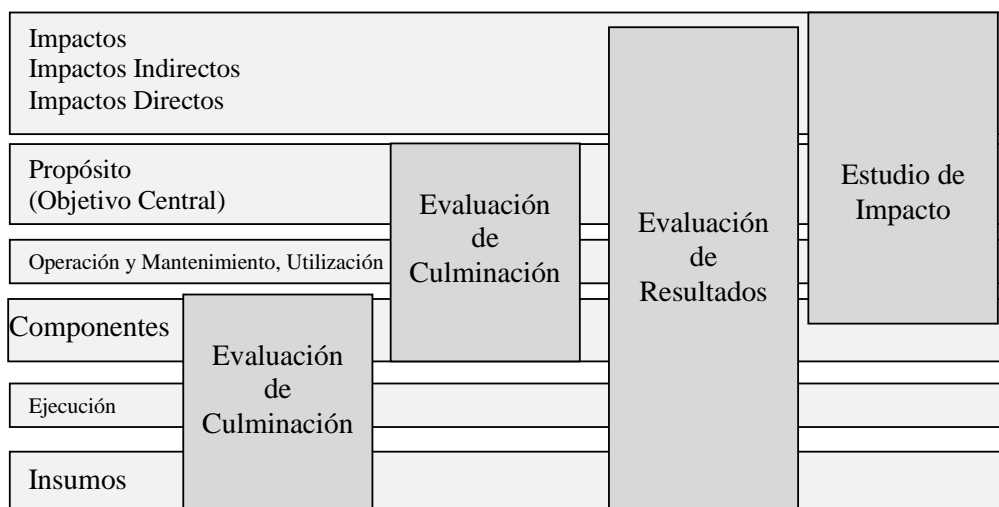 Impactos
Impactos Indirectos
Impactos Directos
Propósito
(Objetivo Central)
Operación y Mantenimiento, Utilización
Componentes
Ejecución
Insumos
Evaluación
de
Culminación
Evaluación
de
Culminación
Evaluación
de
Resultados
Estudio de
Impacto